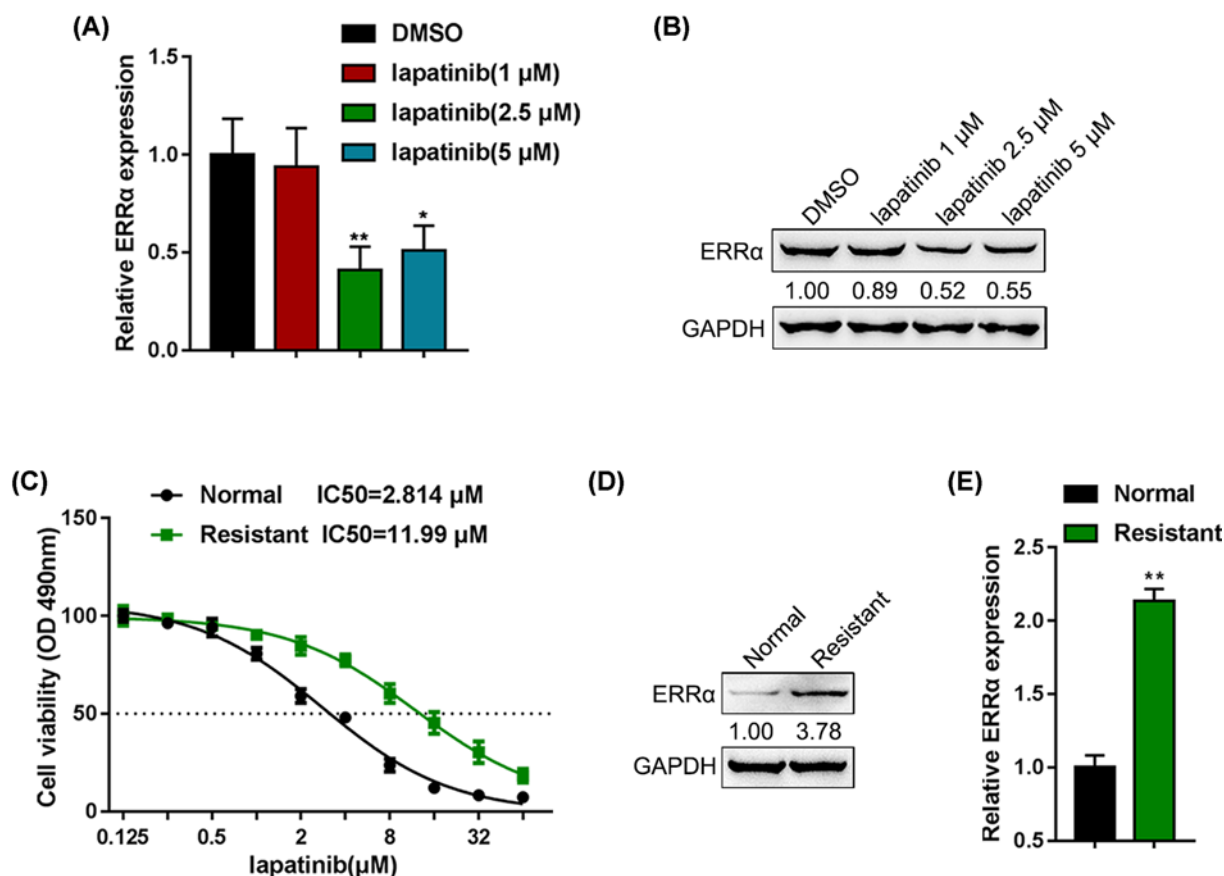 (A)
DMSO
lapatinib(1 µM)
lapatinib(2.5 µM)
lapatinib(5 µM)
Relative ERRα expression
1.5
1.0
0.5
0.0
**
*
(B)
DMSO
lapatinib 1 µM
lapatinib 2.5 µM
lapatinib 5 µM
ERRα
1.00 0.89 0.52 0.55
GAPDH
(C)
Normal IC50=2.814 µM
Resistant IC50=11.99 µM
Cell viability (OD 490nm)
150
100
50
0
0.125 0.5 2 8 32
lapatinib(µM)
(D)
Normal
Resistant
ERRα
1.00 3.78
GAPDH
(E)
Normal
Resistant
Relative ERRα expression
2.5
2.0
1.5
1.0
0.5
**